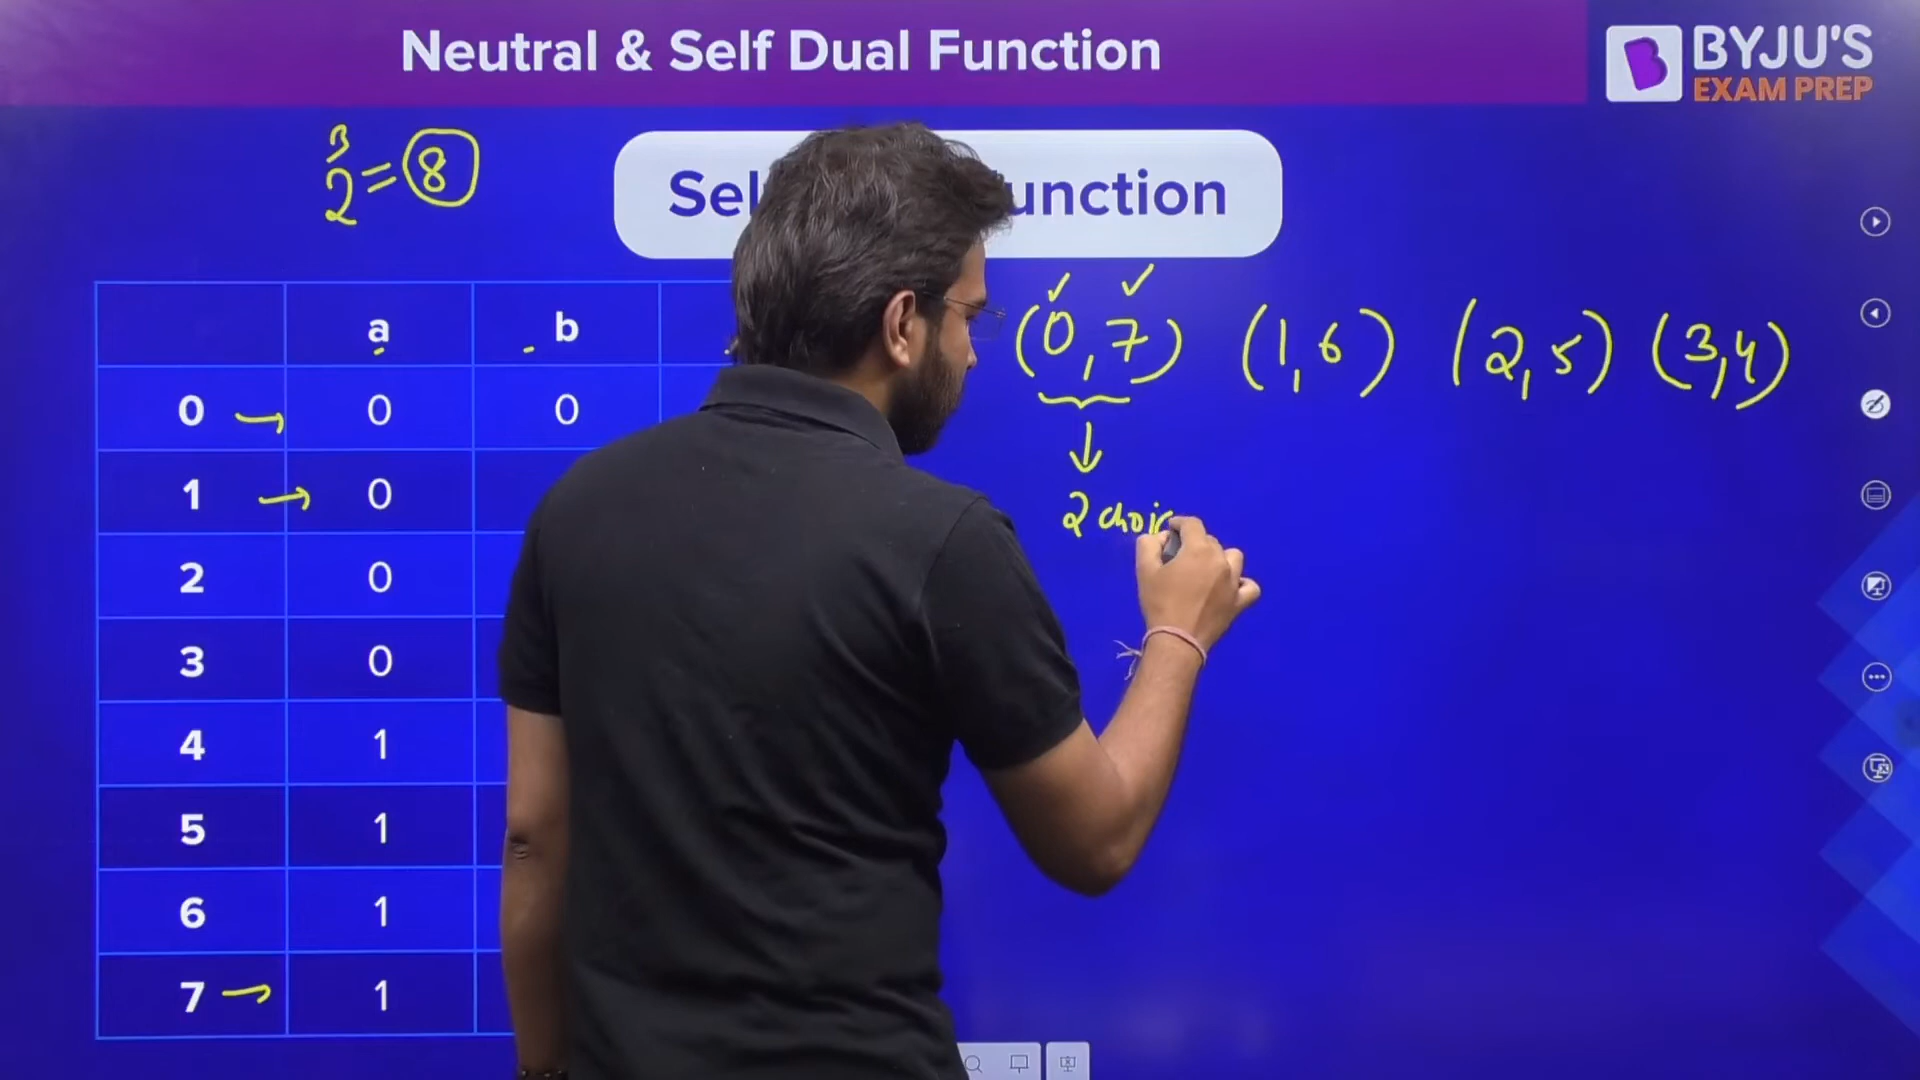 Neutral & Self Dual Function
BYJU'S
EXAM PREP
2³ = 8
Sel unction
a b
(0,7) (1,6) (2,5) (3,4)
0 → 0 0
1 → 0
2 choic
2 0
3 0
4 1
5 1
6 1
7 → 1